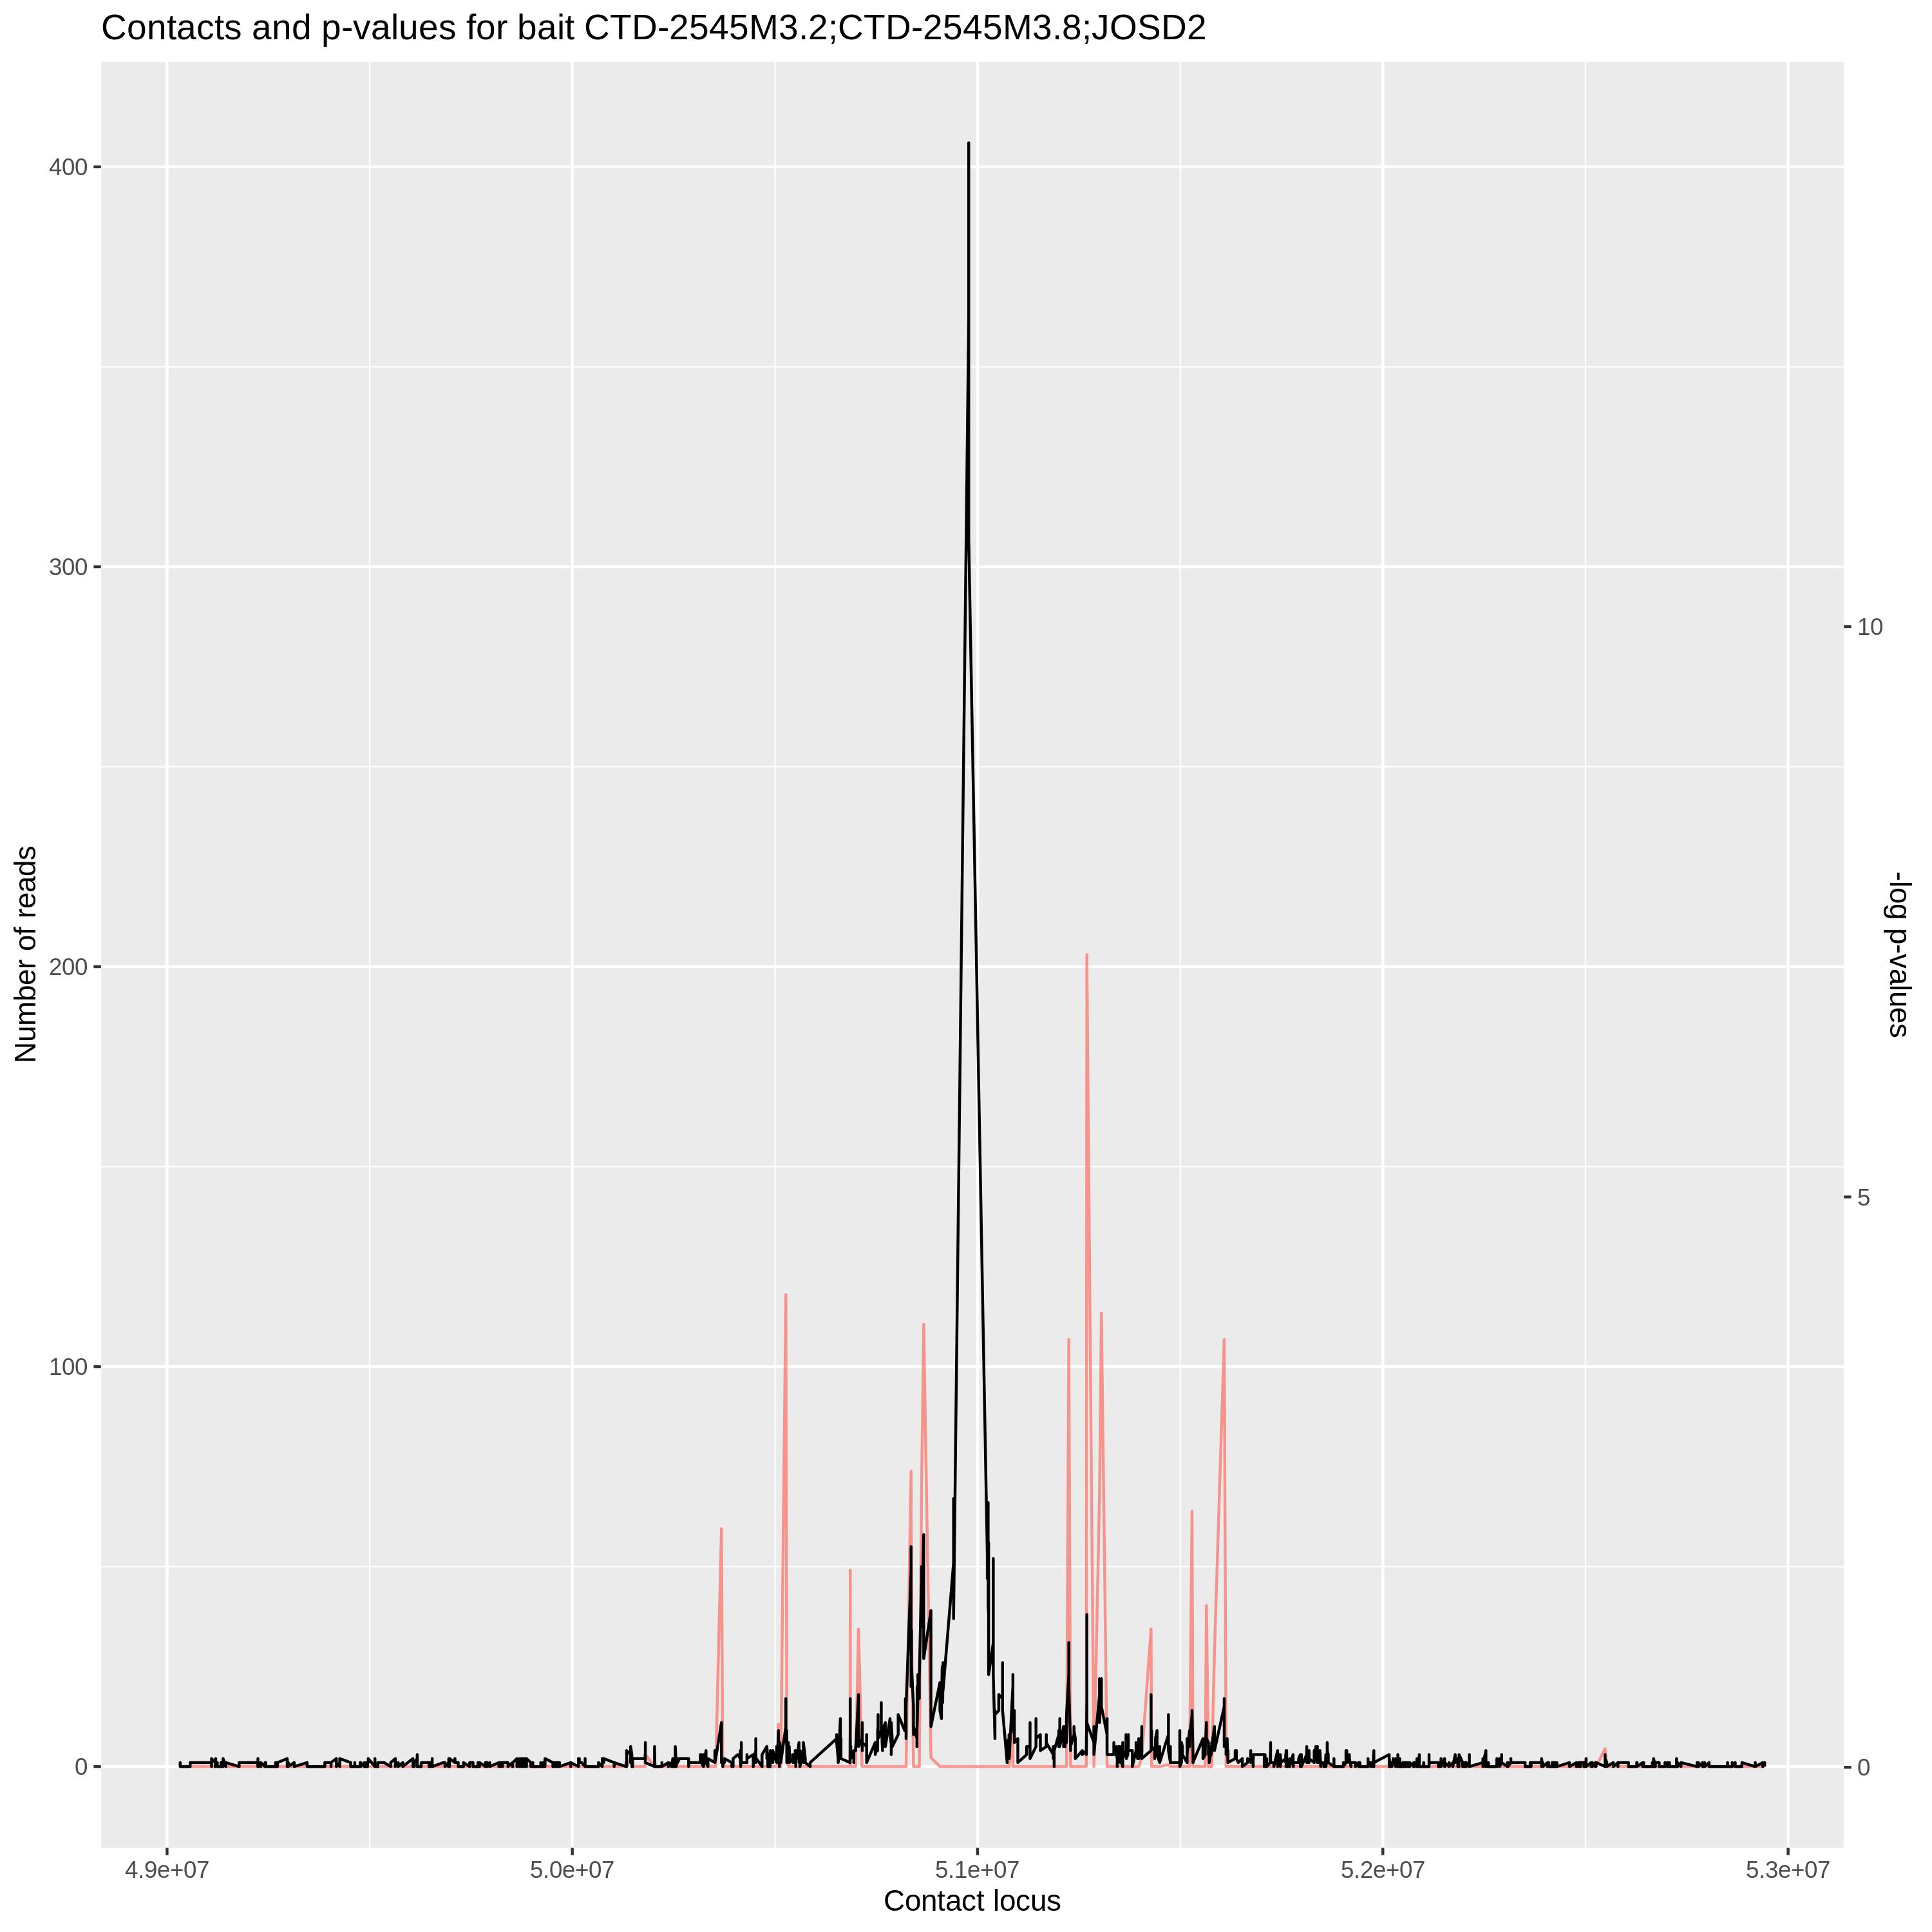 Contacts and p-values for bait CTD-2545M3.2;CTD-2545M3.8;JOSD2
400
300
200
100
0
Number of reads
10
5
0
-log p-values
4.9e+07 5.0e+07 5.1e+07 5.2e+07 5.3e+07
Contact locus